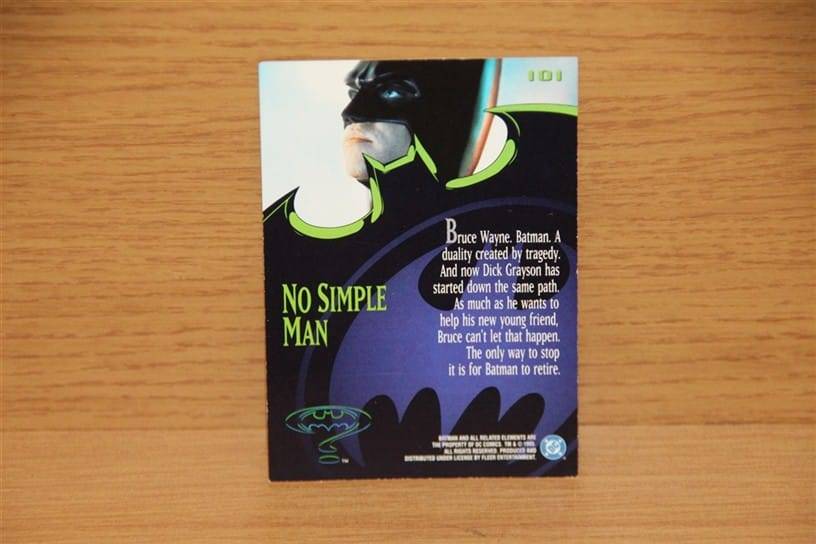 101
Bruce Wayne. Batman. A
duality created by tragedy.
And now Dick Grayson has
started down the same path.
As much as he wants to
help his new young friend,
Bruce can't let that happen.
The only way to stop
it is for Batman to retire.
NO SIMPLE
MAN
BATMAN AND ALL RELATED ELEMENTS ARE
THE PROPERTY OF DC COMICS. TM & © 1995.
ALL RIGHTS RESERVED. PRODUCED AND
DISTRIBUTED UNDER LICENSE BY FLEER ENTERTAINMENT.
DC
TM